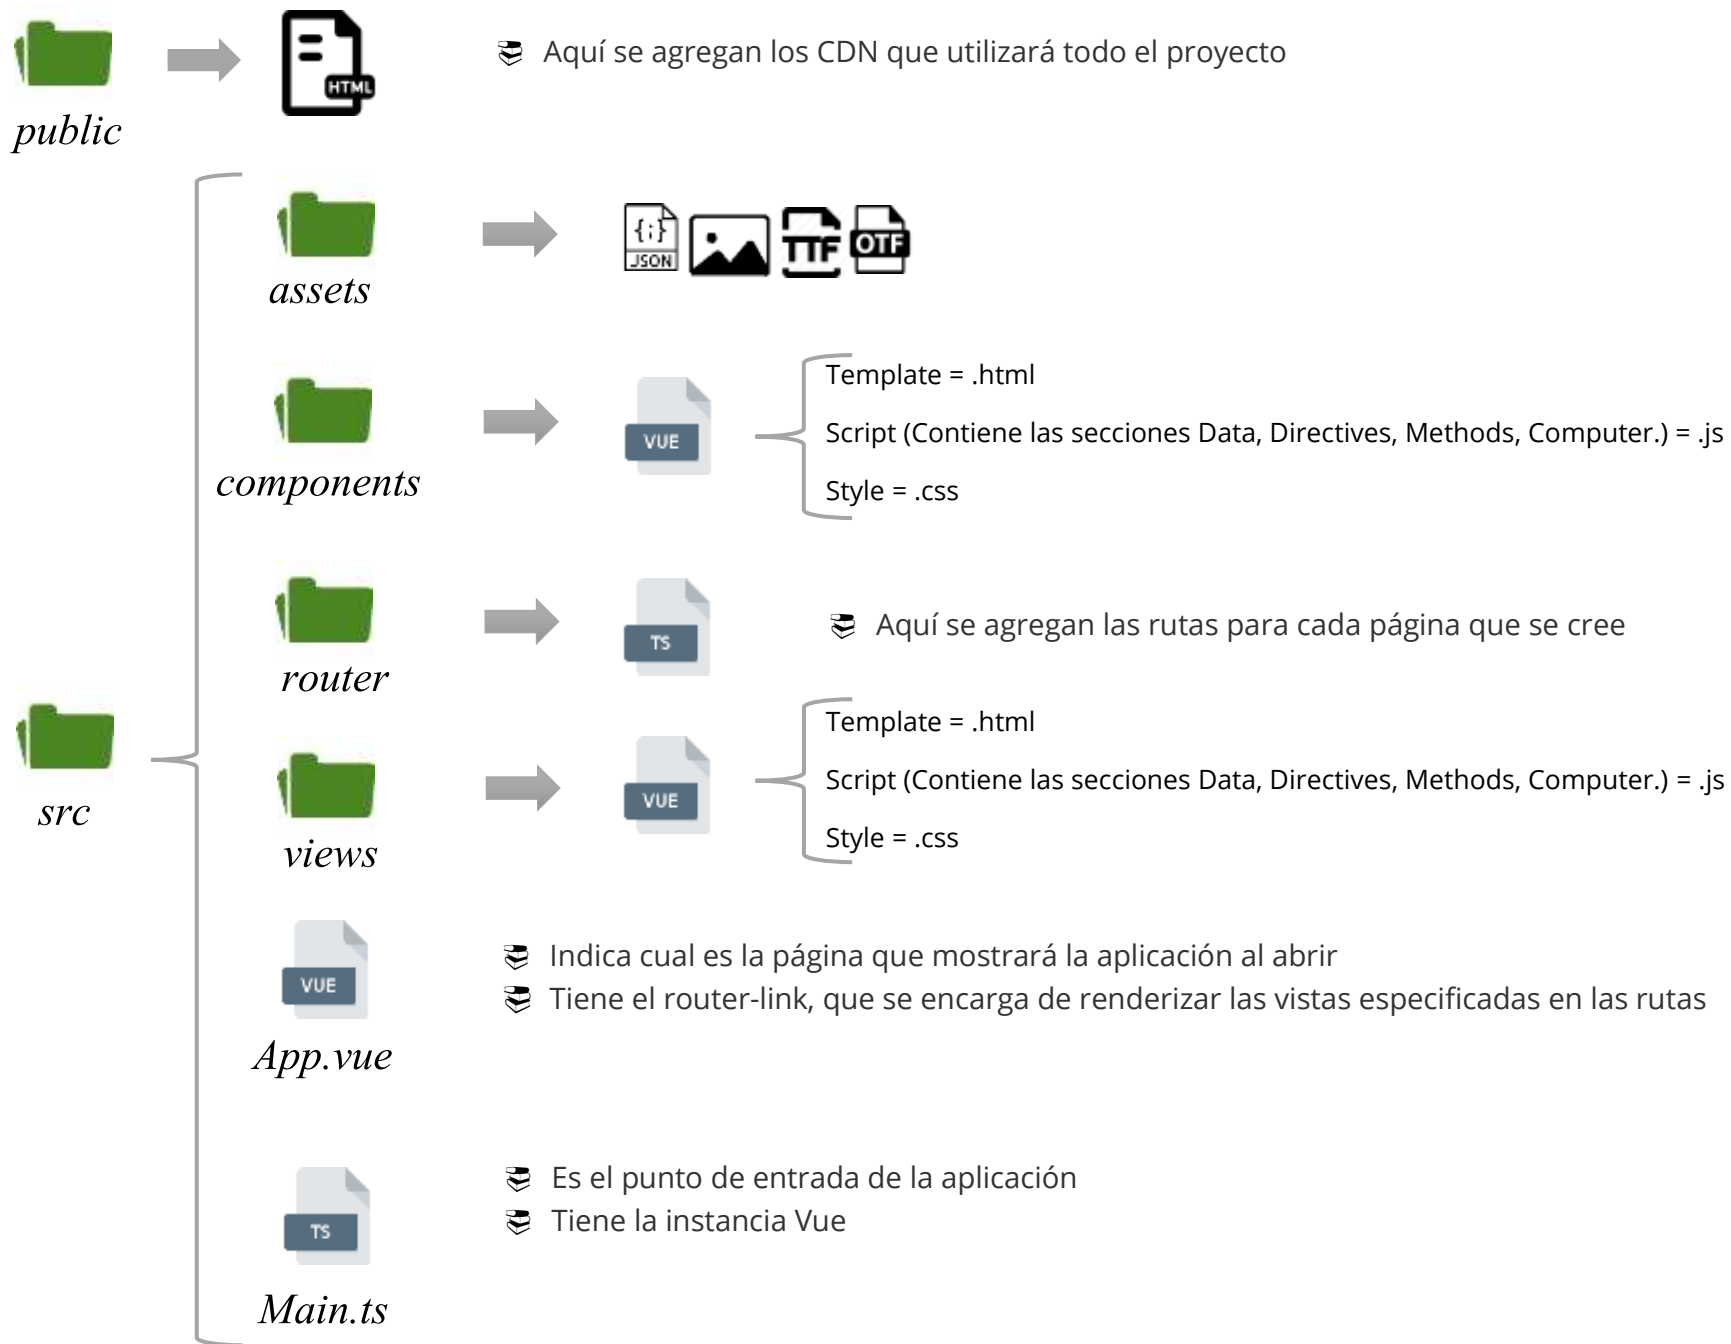 HTML
Aquí se agregan los CDN que utilizará todo el proyecto
public
{;}
JSON
TTF
OTF
assets
Template = .html
VUE
Script (Contiene las secciones Data, Directives, Methods, Computer.) = .js
Style = .css
components
TS
Aquí se agregan las rutas para cada página que se cree
router
src
Template = .html
VUE
Script (Contiene las secciones Data, Directives, Methods, Computer.) = .js
Style = .css
views
VUE
Indica cual es la página que mostrará la aplicación al abrir
Tiene el router-link, que se encarga de renderizar las vistas especificadas en las rutas
App.vue
TS
Es el punto de entrada de la aplicación
Tiene la instancia Vue
Main.ts